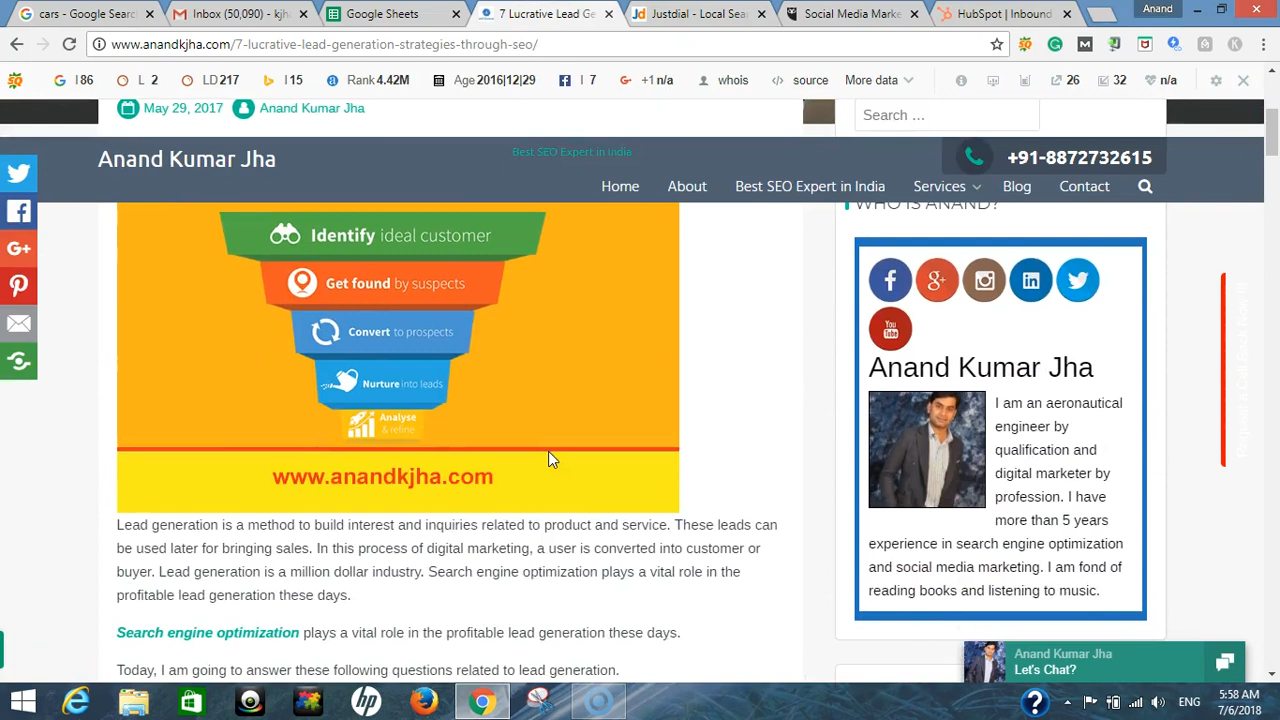 cars - Google Searc
Inbox (50,090) - kjh
Google Sheets
7 Lucrative Lead Ge
Justdial - Local Sea
Social Media Marke
HubSpot | Inbound
Anand
www.anandkjha.com/7-lucrative-lead-generation-strategies-through-seo/
I 86
L 2
LD 217
I 15
Rank 4.42M
Age 2016|12|29
I 7
+1 n/a
whois
source
More data
26
32
n/a
May 29, 2017
Anand Kumar Jha
Search …
Anand Kumar Jha
Best SEO Expert in India
+91-8872732615
Home
About
Best SEO Expert in India
Services
Blog
Contact
WHO IS ANAND?
Identify ideal customer
Get found by suspects
Convert to prospects
Nurture into leads
Analyse
& refine
www.anandkjha.com
Lead generation is a method to build interest and inquiries related to product and service. These leads can
be used later for bringing sales. In this process of digital marketing, a user is converted into customer or
buyer. Lead generation is a million dollar industry. Search engine optimization plays a vital role in the
profitable lead generation these days.
Search engine optimization plays a vital role in the profitable lead generation these days.
Today, I am going to answer these following questions related to lead generation.
You
Tube
Anand Kumar Jha
I am an aeronautical
engineer by
qualification and
digital marketer by
profession. I have
more than 5 years
experience in search engine optimization
and social media marketing. I am fond of
reading books and listening to music.
Request a Call Back Now !!!
Anand Kumar Jha
Let's Chat?
ENG
5:58 AM
7/6/2018